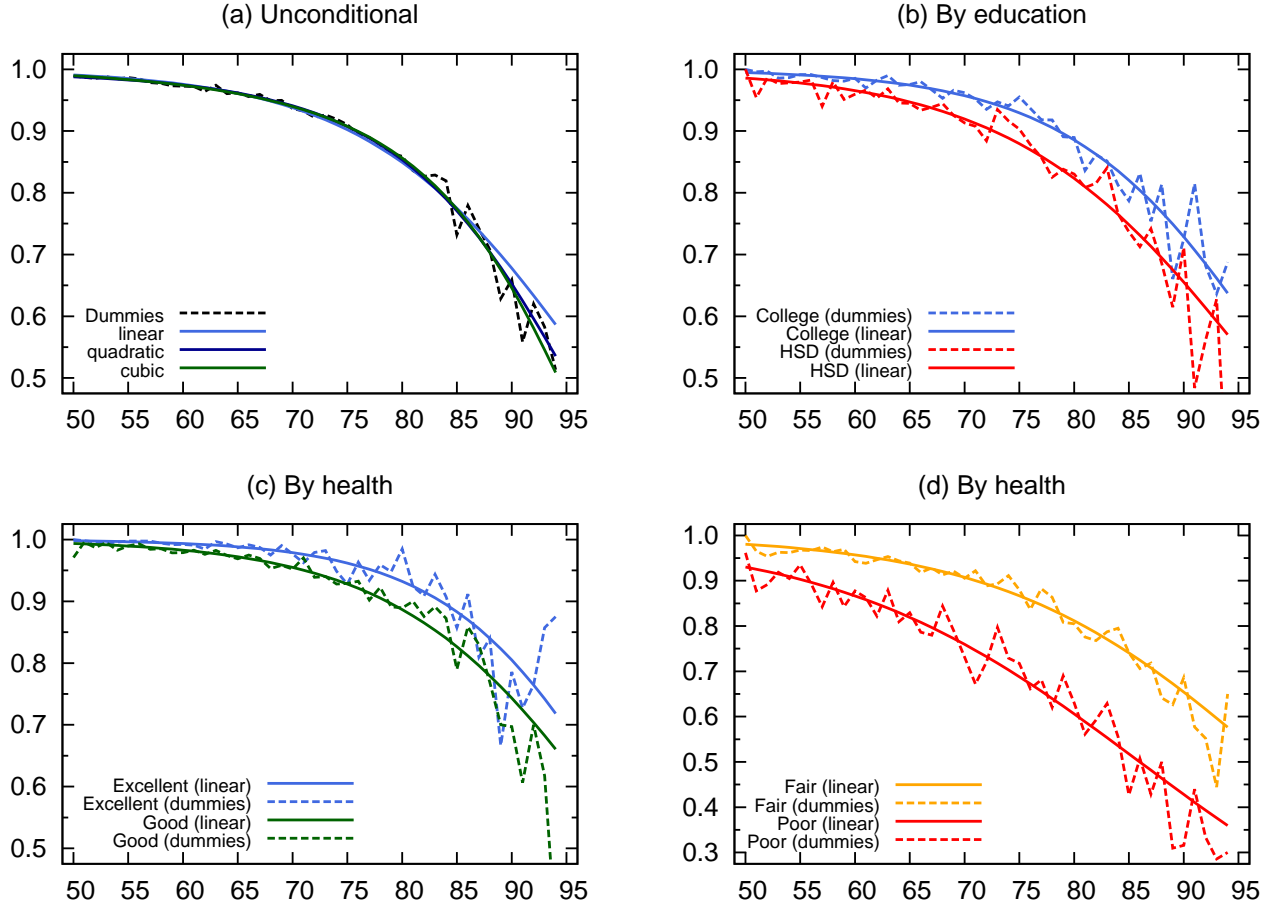 (a) Unconditional
1.0
0.9
0.8
0.7
0.6
0.5
Dummies
linear
quadratic
cubic
50 55 60 65 70 75 80 85 90 95
(b) By education
1.0
0.9
0.8
0.7
0.6
0.5
College (dummies)
College (linear)
HSD (dummies)
HSD (linear)
50 55 60 65 70 75 80 85 90 95
(c) By health
1.0
0.9
0.8
0.7
0.6
0.5
Excellent (linear)
Excellent (dummies)
Good (linear)
Good (dummies)
50 55 60 65 70 75 80 85 90 95
(d) By health
1.0
0.9
0.8
0.7
0.6
0.5
0.4
0.3
Fair (linear)
Fair (dummies)
Poor (linear)
Poor (dummies)
50 55 60 65 70 75 80 85 90 95